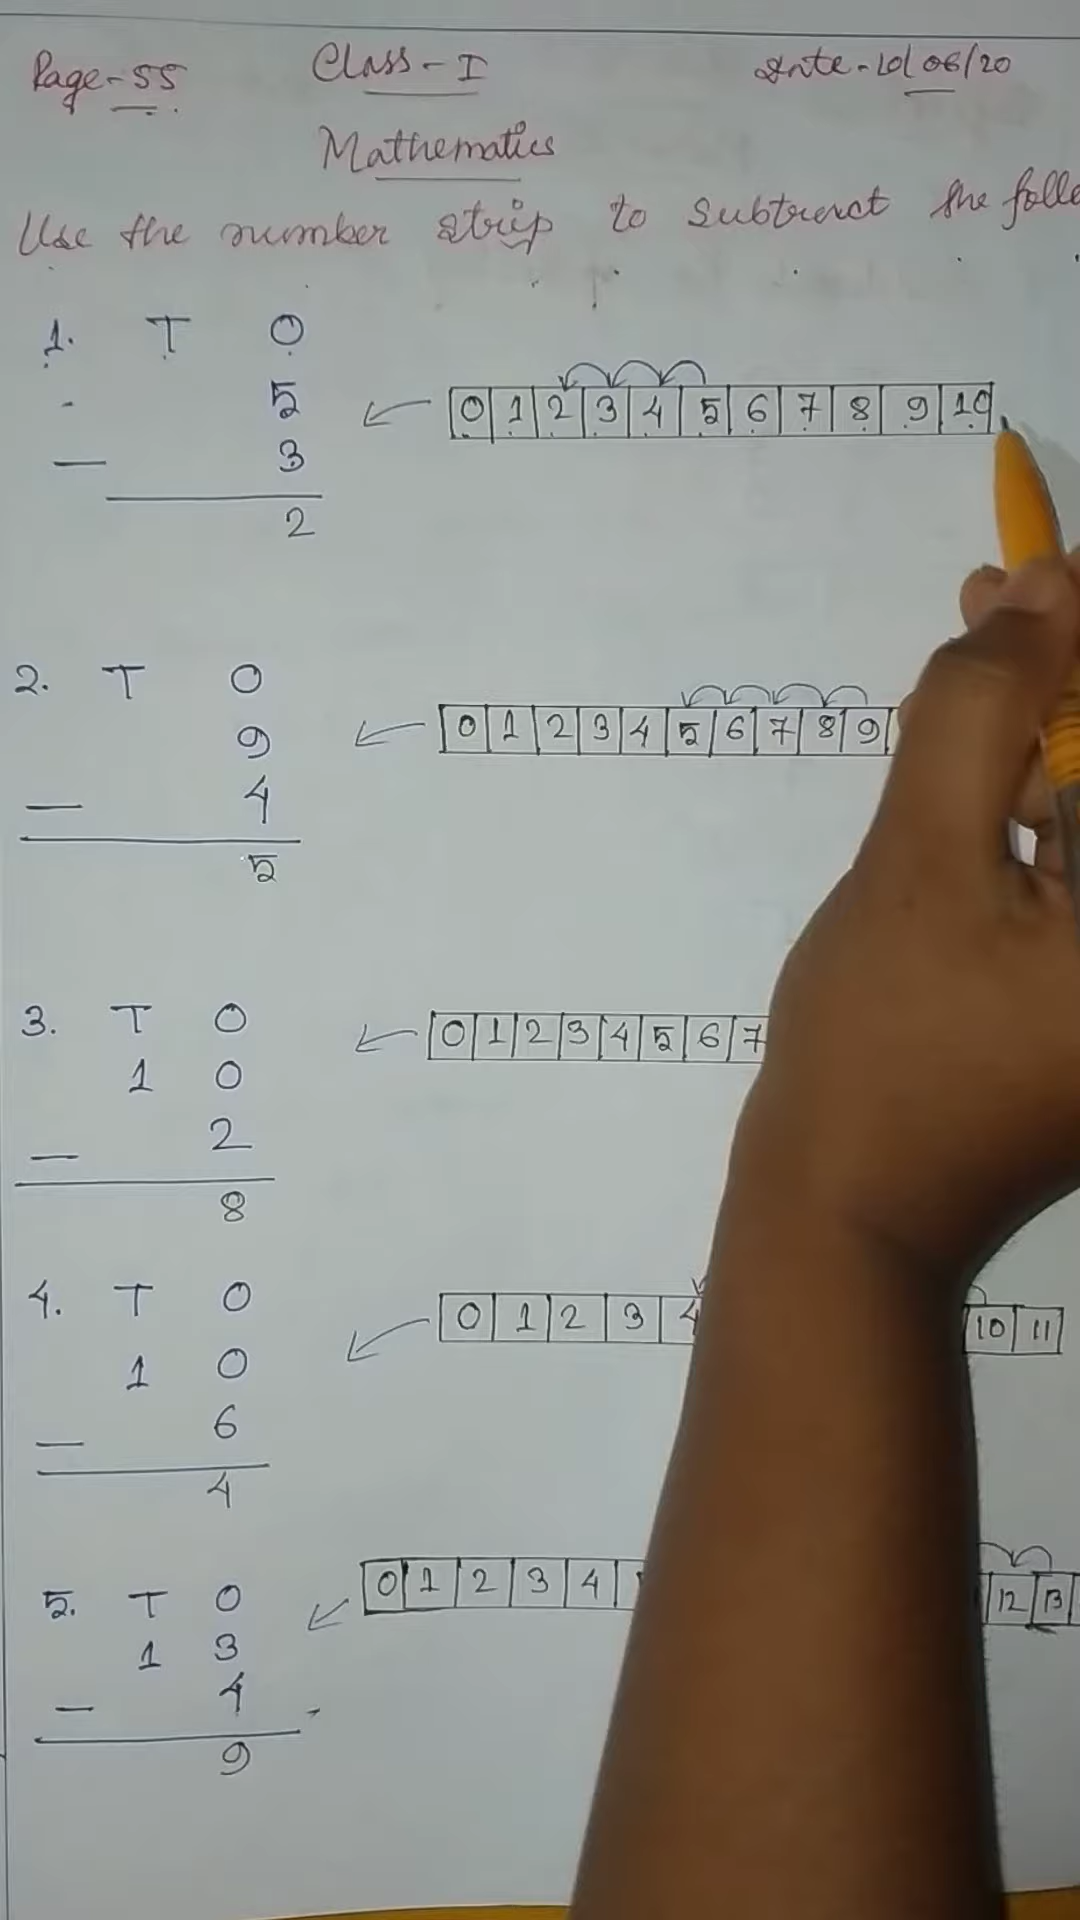 Page-55 Class-I Date-10/06/20
Mathematics
Use the number strip to subtract the
1. T O
5
0 1 2 3 4 5 6 7 8 9 10
— 3
2
2. T O
9
0 1 2 3 4 5 6 7 8 9
— 4
5
3. T O
0 1 2 3 4 5 6 7
1 0
— 2
8
4. T O
0 1 2 3 4 10 11
1 0
— 6
4
0 1 2 3 4 12 13
5. T O
1 3
— 4
9